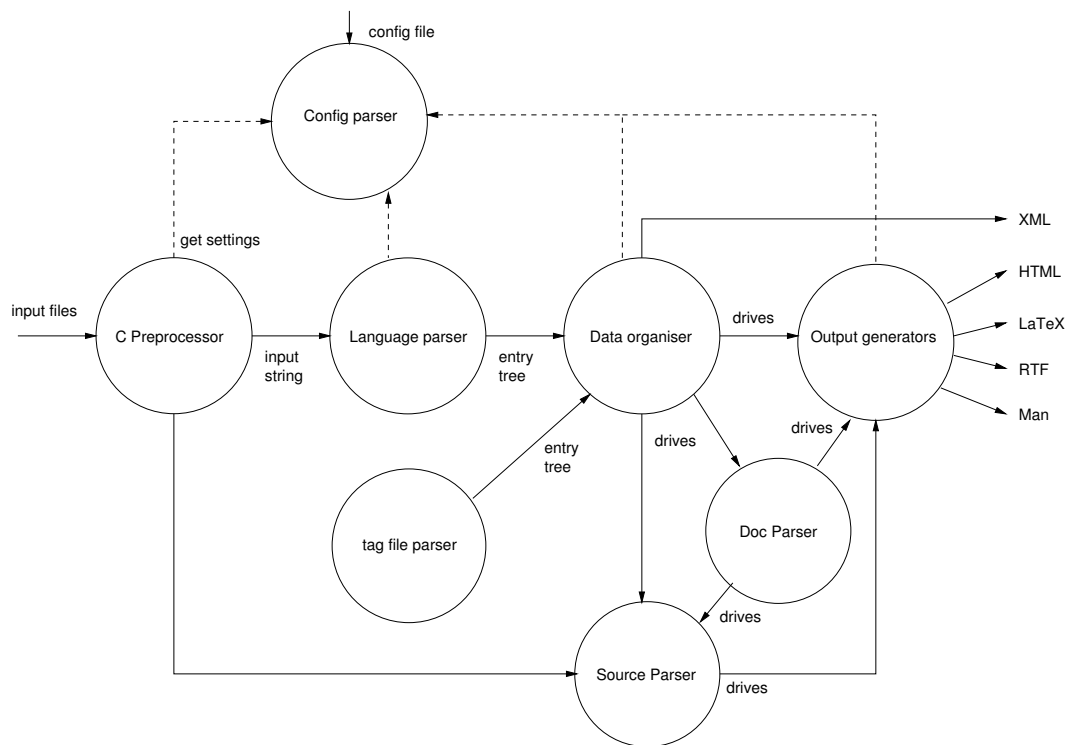 config file
Config parser
get settings
XML
HTML
input files
C Preprocessor
input
string
Language parser
entry
tree
Data organiser
drives
Output generators
LaTeX
RTF
Man
drives
drives
entry
tree
tag file parser
Doc Parser
drives
Source Parser
drives